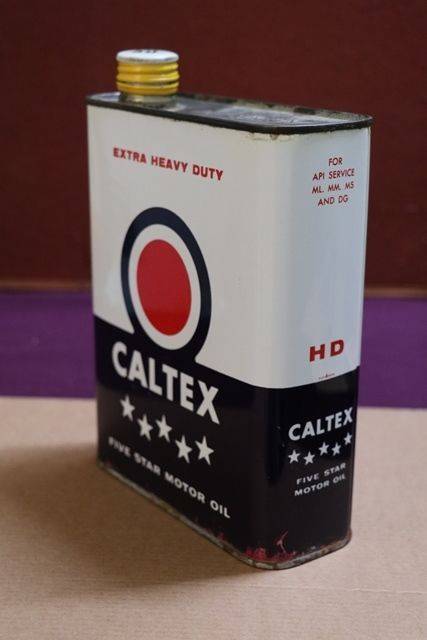 EXTRA HEAVY DUTY
CALTEX
FIVE STAR MOTOR OIL
FOR
API SERVICE
ML. MM. MS
AND DG
HD
CALTEX
FIVE STAR
MOTOR OIL